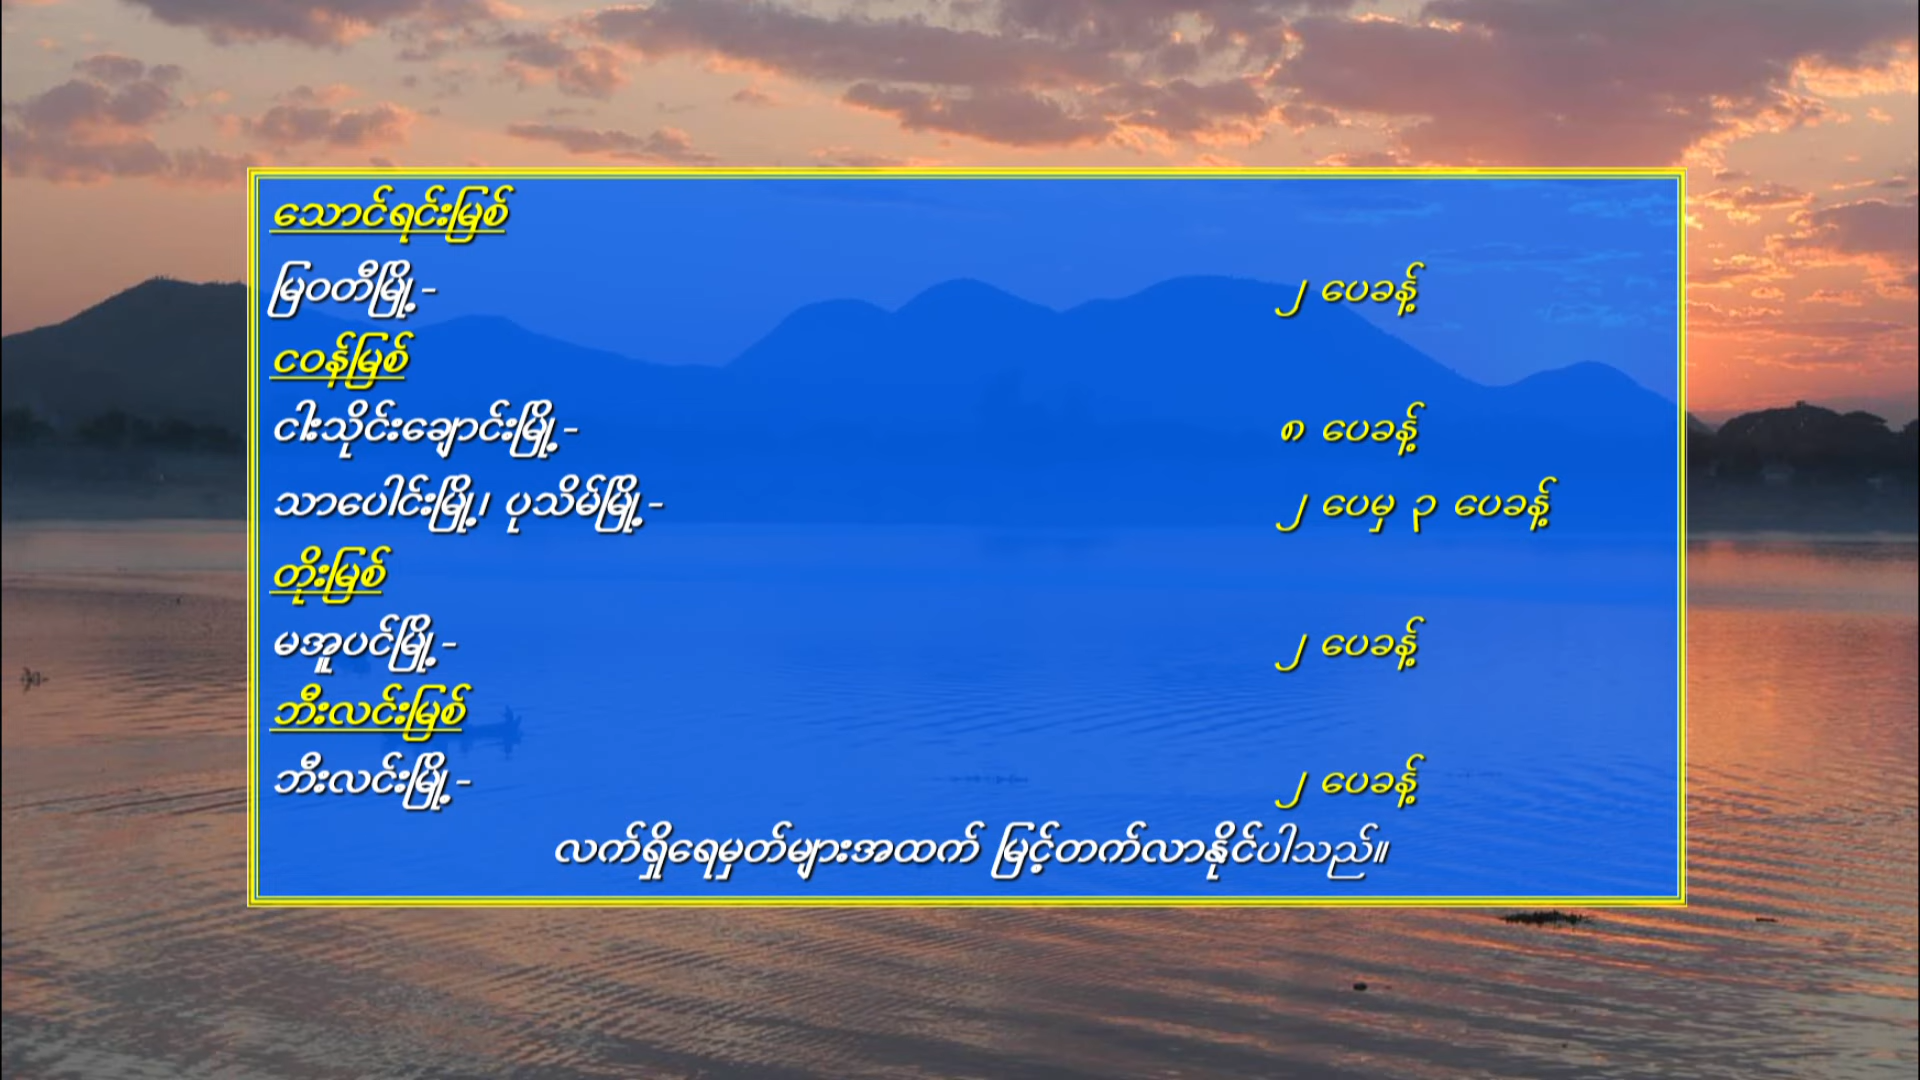 သောင်ရင်းမြစ်
မြဝတီမြို့- ၂ ပေခန့်
ငဝန်မြစ်
ငါးသိုင်းချောင်းမြို့- ၈ ပေခန့်
သာပေါင်းမြို့၊ ပုသိမ်မြို့- ၂ ပေမှ ၃ ပေခန့်
တိုးမြစ်
မအူပင်မြို့- ၂ ပေခန့်
ဘီးလင်းမြစ်
ဘီးလင်းမြို့- ၂ ပေခန့်
လက်ရှိရေမှတ်များအထက် မြင့်တက်လာနိုင်ပါသည်။